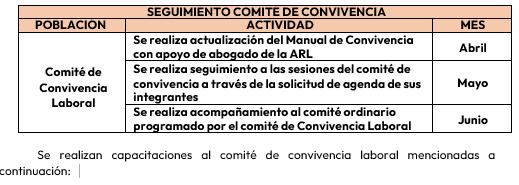 SEGUIMIENTO COMITE DE CONVIVENCIA
POBLACION ACTIVIDAD MES
Comité de
Convivencia
Laboral
Se realiza actualización del Manual de Convivencia
con apoyo de abogado de la ARL
Abril
Se realiza seguimiento a las sesiones del comité de
convivencia a través de la solicitud de agenda de sus
integrantes
Mayo
Se realiza acompañamiento al comité ordinario
programado por el comité de Convivencia Laboral
Junio
Se realizan capacitaciones al comité de convivencia laboral mencionadas a
continuación: